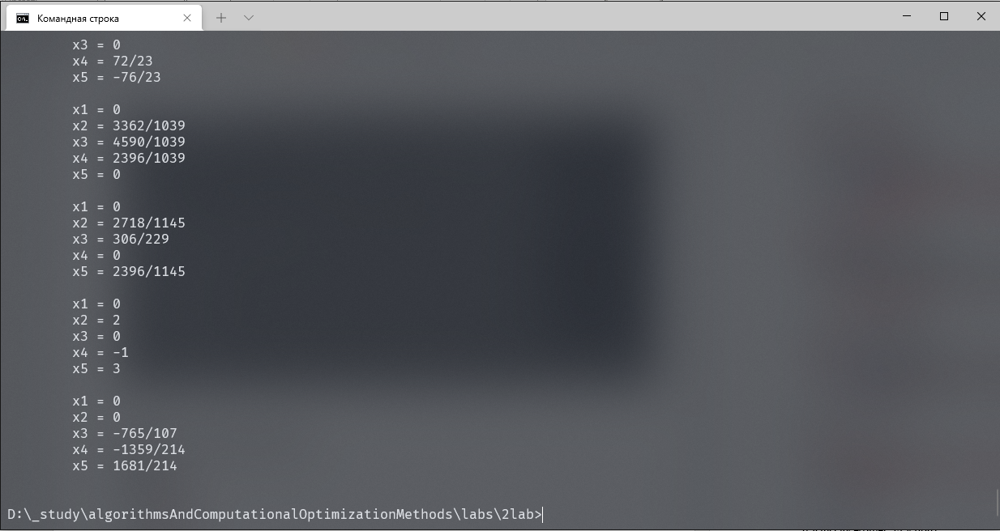 Командная строка
x3 = 0
x4 = 72/23
x5 = -76/23
x1 = 0
x2 = 3362/1039
x3 = 4590/1039
x4 = 2396/1039
x5 = 0
x1 = 0
x2 = 2718/1145
x3 = 306/229
x4 = 0
x5 = 2396/1145
x1 = 0
x2 = 2
x3 = 0
x4 = -1
x5 = 3
x1 = 0
x2 = 0
x3 = -765/107
x4 = -1359/214
x5 = 1681/214
D:\_study\algorithmsAndComputationalOptimizationMethods\labs\2lab>